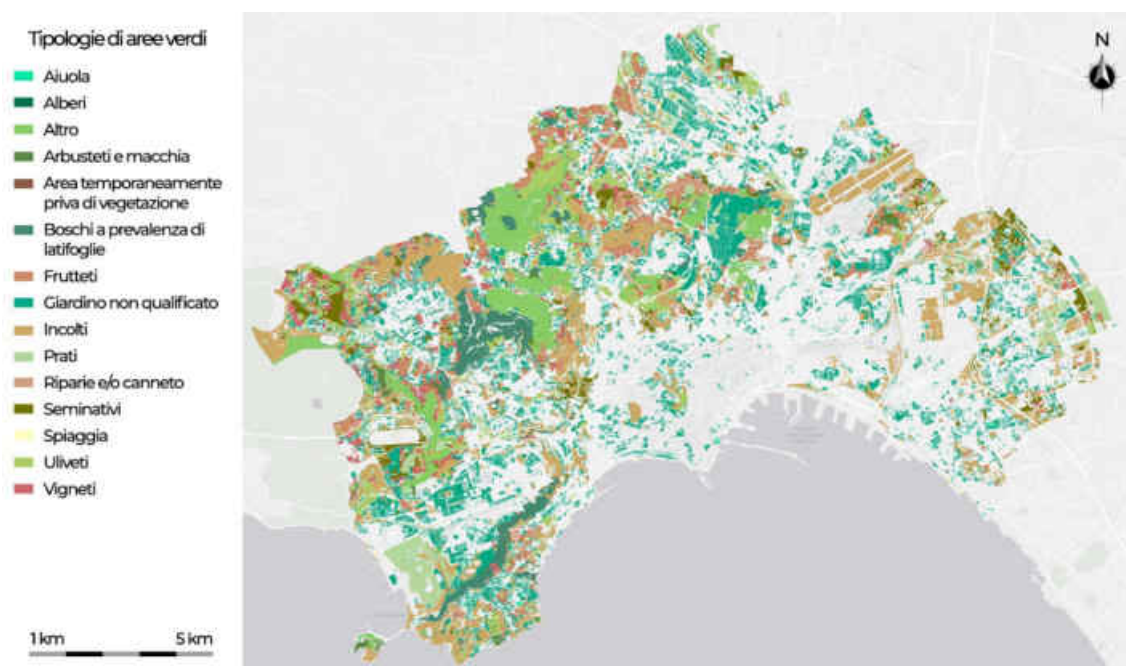 Tipologie di aree verdi
N
Aiuola
Alberi
Altro
Arbusteti e macchia
Area temporaneamente
priva di vegetazione
Boschi a prevalenza di
latifoglie
Frutteti
Giardino non qualificato
Incolti
Prati
Riparie e/o canneto
Seminativi
Spiaggia
Uliveti
Vigneti
1 km 5 km